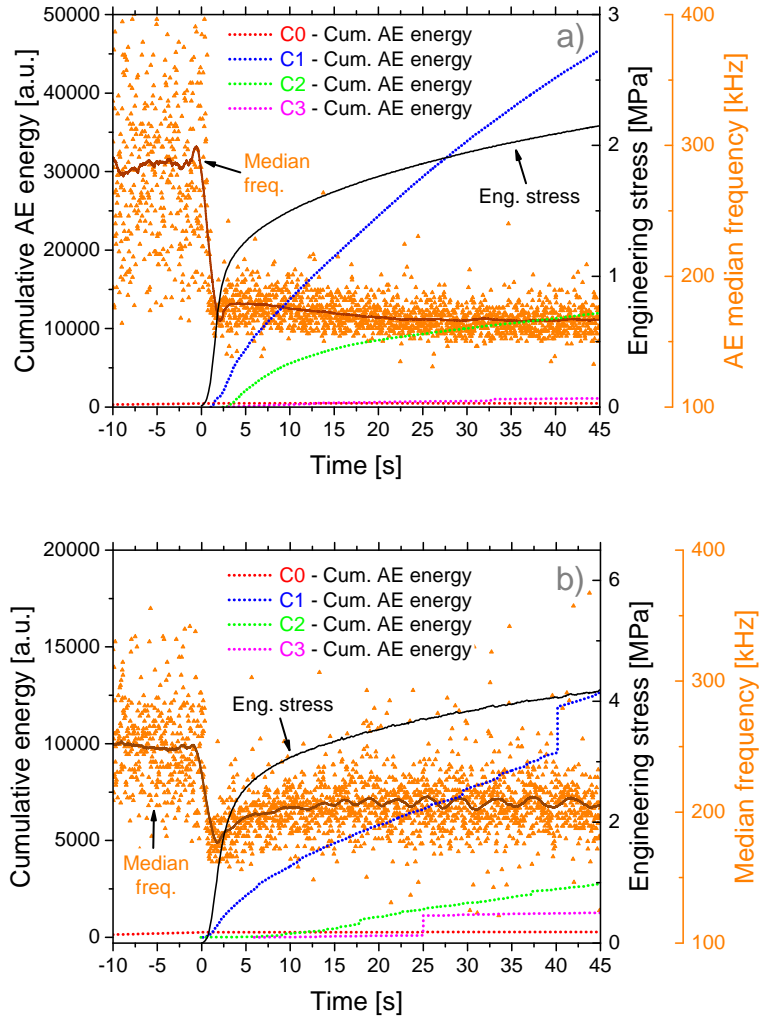 50000
40000
30000
20000
10000
0
Cumulative AE energy [a.u.]
C0 - Cum. AE energy
C1 - Cum. AE energy
C2 - Cum. AE energy
C3 - Cum. AE energy
a)
Median
freq.
Eng. stress
3
2
1
0
Engineering stress [MPa]
400
300
200
100
AE median frequency [kHz]
-10 -5 0 5 10 15 20 25 30 35 40 45
Time [s]
20000
15000
10000
5000
0
Cumulative energy [a.u.]
C0 - Cum. AE energy
C1 - Cum. AE energy
C2 - Cum. AE energy
C3 - Cum. AE energy
b)
Eng. stress
Median
freq.
6
4
2
0
Engineering stress [MPa]
400
300
200
100
Median frequency [kHz]
-10 -5 0 5 10 15 20 25 30 35 40 45
Time [s]